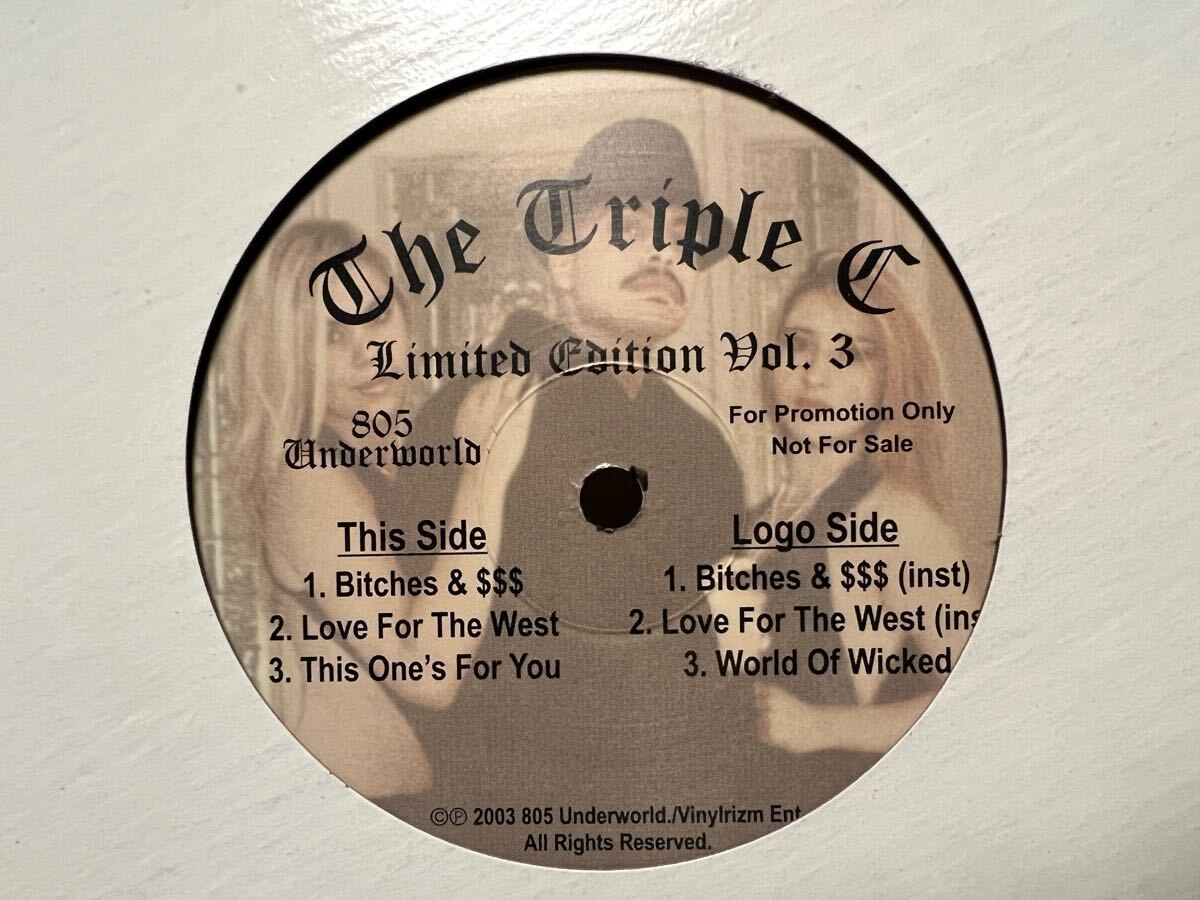 The Triple C
Limited Edition Vol. 3
805
Underworld
For Promotion Only
Not For Sale
This Side
1. Bitches & $$$
2. Love For The West
3. This One's For You
Logo Side
1. Bitches & $$$ (inst)
2. Love For The West (ins
3. World Of Wicked
©℗ 2003 805 Underworld./Vinylrizm Ent
All Rights Reserved.